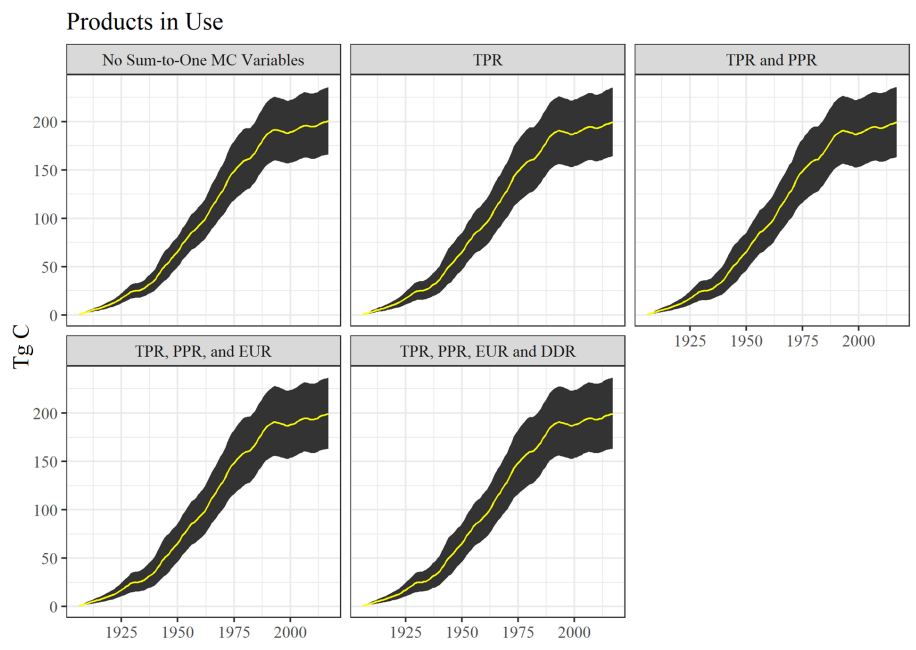 Products in Use
No Sum-to-One MC Variables
TPR
TPR and PPR
200
150
100
50
0
1925 1950 1975 2000
Tg C
TPR, PPR, and EUR
TPR, PPR, EUR and DDR
200
150
100
50
0
1925 1950 1975 2000
1925 1950 1975 2000